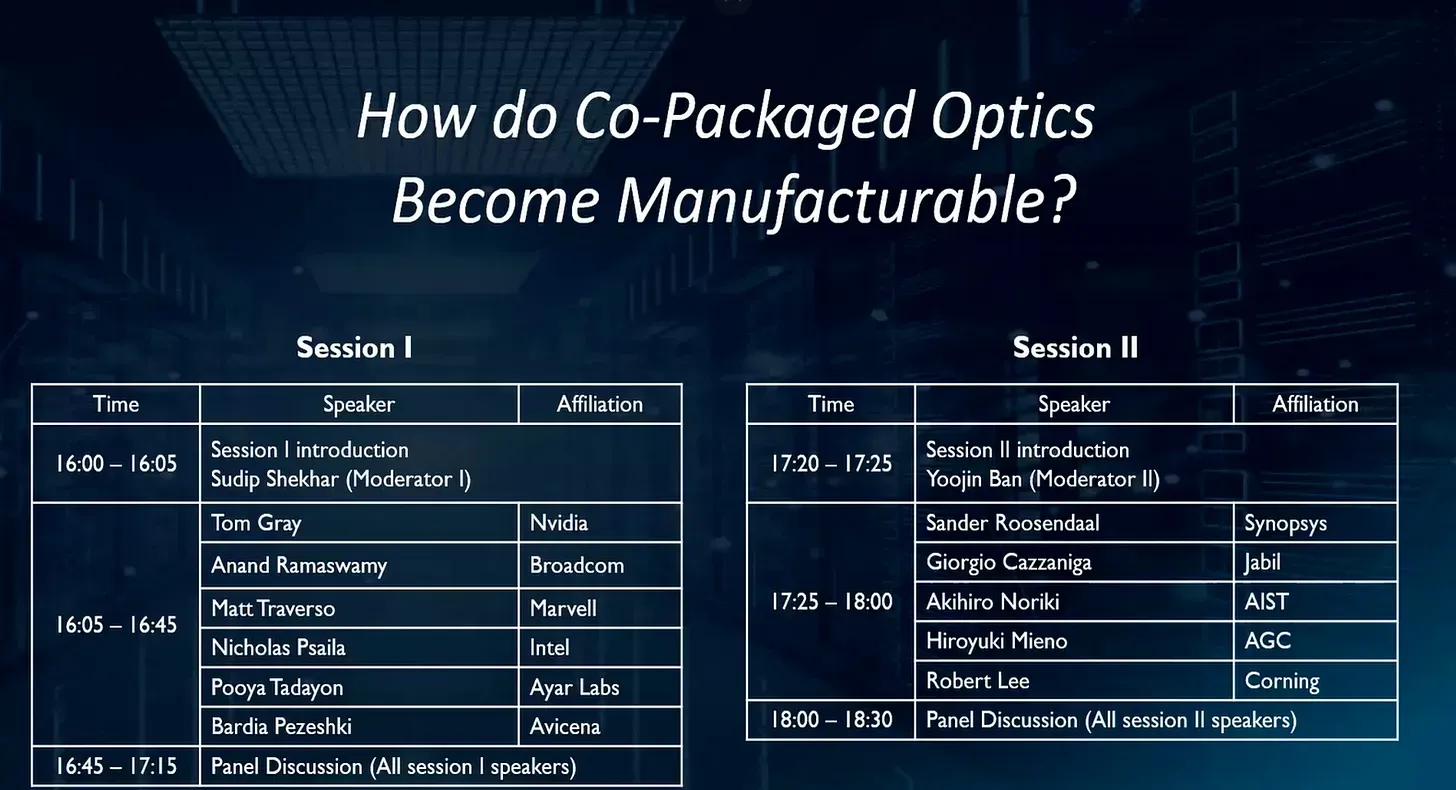 How do Co-Packaged Optics
Become Manufacturable?
Session I
Time Speaker Affiliation
16:00 – 16:05 Session I introduction
Sudip Shekhar (Moderator I)
16:05 – 16:45
Tom Gray Nvidia
Anand Ramaswamy Broadcom
Matt Traverso Marvell
Nicholas Psaila Intel
Pooya Tadayon Ayar Labs
Bardia Pezeshki Avicena
16:45 – 17:15 Panel Discussion (All session I speakers)
Session II
Time Speaker Affiliation
17:20 – 17:25 Session II introduction
Yoojin Ban (Moderator II)
17:25 – 18:00
Sander Roosendaal Synopsys
Giorgio Cazzaniga Jabil
Akihiro Noriki AIST
Hiroyuki Mieno AGC
Robert Lee Corning
18:00 – 18:30 Panel Discussion (All session II speakers)